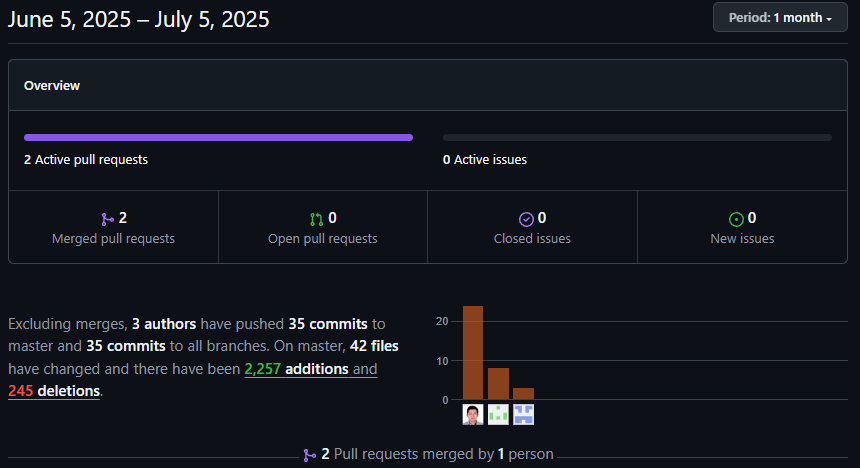 June 5, 2025 – July 5, 2025
Period: 1 month
Overview
2 Active pull requests
0 Active issues
2
Merged pull requests
0
Open pull requests
0
Closed issues
0
New issues
Excluding merges, 3 authors have pushed 35 commits to
master and 35 commits to all branches. On master, 42 files
have changed and there have been 2,257 additions and
245 deletions.
20
10
0
2 Pull requests merged by 1 person